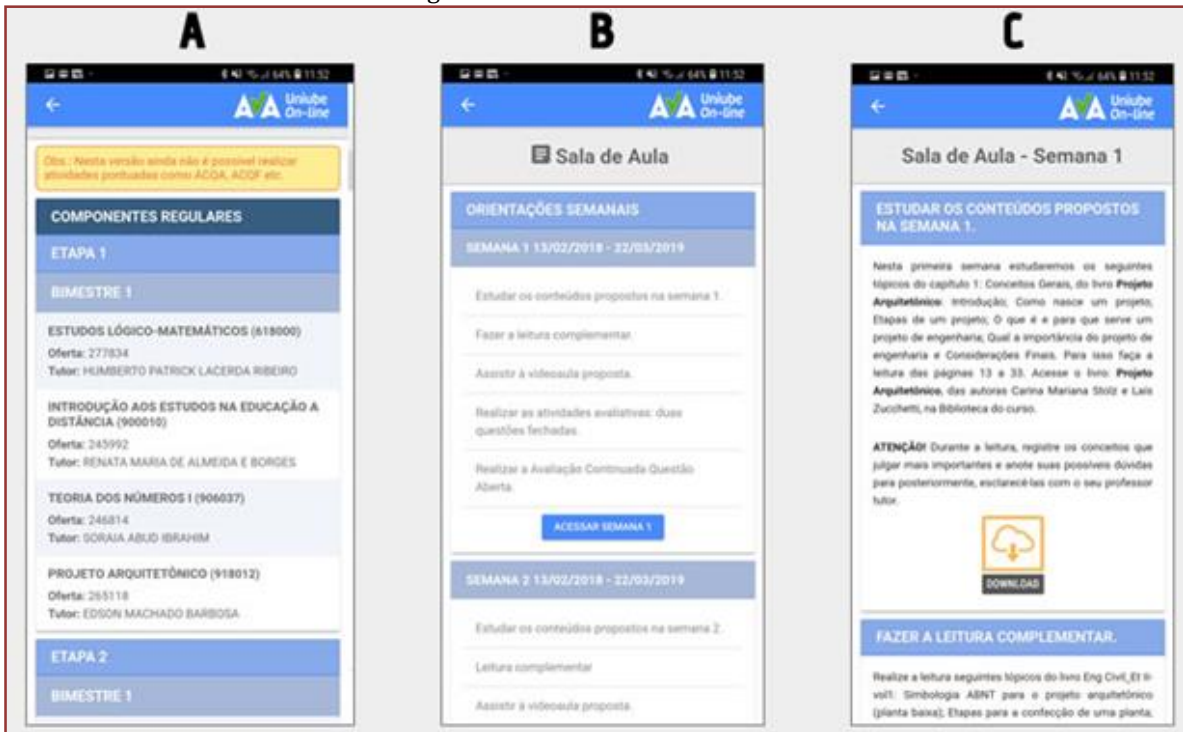 A
11:52
AVA Uniube On-line
Obs.: Nesta versão ainda não é possível realizar
atividades pontuadas como ACQA, ACQF etc.
COMPONENTES REGULARES
ETAPA 1
BIMESTRE 1
ESTUDOS LÓGICO-MATEMÁTICOS (618000)
Oferta: 277834
Tutor: HUMBERTO PATRICK LACERDA RIBEIRO
INTRODUÇÃO AOS ESTUDOS NA EDUCAÇÃO A
DISTÂNCIA (900010)
Oferta: 245992
Tutor: RENATA MARIA DE ALMEIDA E BORGES
TEORIA DOS NÚMEROS I (906037)
Oferta: 246814
Tutor: SORAIA ABUD IBRAHIM
PROJETO ARQUITETÔNICO (918012)
Oferta: 265118
Tutor: EDSON MACHADO BARBOSA
ETAPA 2
BIMESTRE 1
B
64% 11:52
AVA Uniube On-line
Sala de Aula
ORIENTAÇÕES SEMANAIS
SEMANA 1 13/02/2018 - 22/03/2019
Estudar os conteúdos propostos na semana 1.
Fazer a leitura complementar.
Assistir à videoaula proposta.
Realizar as atividades avaliativas: duas
questões fechadas.
Realizar a Avaliação Continuada Questão
Aberta.
ACESSAR SEMANA 1
SEMANA 2 13/02/2018 - 22/03/2019
Estudar os conteúdos propostos na semana 2.
Leitura complementar
Assistir à videoaula proposta.
C
64% 11:52
AVA Uniube On-line
Sala de Aula - Semana 1
ESTUDAR OS CONTEÚDOS PROPOSTOS
NA SEMANA 1.
Nesta primeira semana estudaremos os seguintes
tópicos do capítulo 1: Conceitos Gerais, do livro Projeto
Arquitetônico: Introdução; Como nasce um projeto;
Etapas de um projeto; O que é e para que serve um
projeto de engenharia; Qual a importância do projeto de
engenharia e Considerações Finais. Para isso faça a
leitura das páginas 13 a 33. Acesse o livro: Projeto
Arquitetônico, das autoras Carina Mariana Stolz e Lais
Zucchetti, na Biblioteca do curso.
ATENÇÃO! Durante a leitura, registre os conceitos que
julgar mais importantes e anote suas possíveis dúvidas
para posteriormente, esclarecê-las com o seu professor
tutor.
DOWNLOAD
FAZER A LEITURA COMPLEMENTAR.
Realize a leitura seguintes tópicos do livro Eng Civil_Et II-
vol1: Simbologia ABNT para o projeto arquitetônico
(planta baixa); Etapas para a confecção de uma planta;